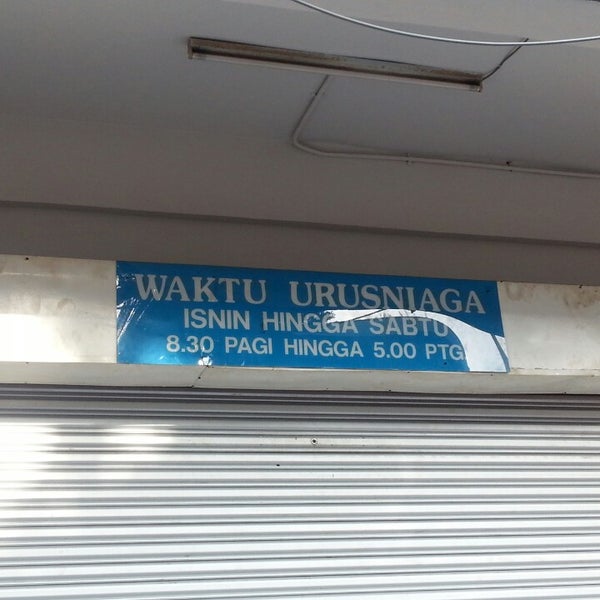 WAKTU URUSNIAGA
ISNIN HINGGA SABTU
8.30 PAGI HINGGA 5.00 PTG